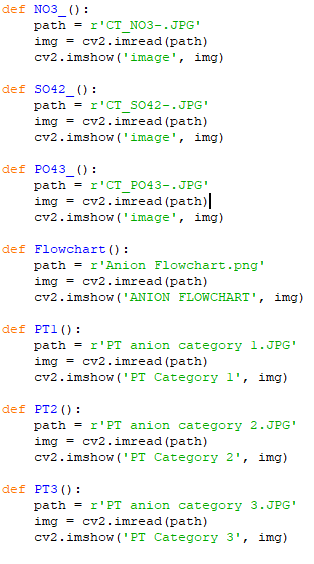 def NO3_():
    path = r'CT_NO3-.JPG'
    img = cv2.imread(path)
    cv2.imshow('image', img)

def SO42_():
    path = r'CT_SO42-.JPG'
    img = cv2.imread(path)
    cv2.imshow('image', img)

def PO43_():
    path = r'CT_PO43-.JPG'
    img = cv2.imread(path)
    cv2.imshow('image', img)

def Flowchart():
    path = r'Anion Flowchart.png'
    img = cv2.imread(path)
    cv2.imshow('ANION FLOWCHART', img)

def PT1():
    path = r'PT anion category 1.JPG'
    img = cv2.imread(path)
    cv2.imshow('PT Category 1', img)

def PT2():
    path = r'PT anion category 2.JPG'
    img = cv2.imread(path)
    cv2.imshow('PT Category 2', img)

def PT3():
    path = r'PT anion category 3.JPG'
    img = cv2.imread(path)
    cv2.imshow('PT Category 3', img)